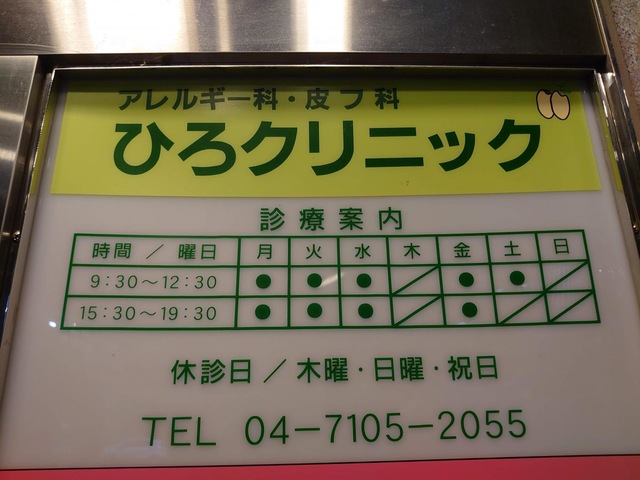 アレルギー科・皮フ科
ひろクリニック
診療案内
時間 ／ 曜日 月 火 水 木 金 土 日
9:30～12:30 ● ● ● ／ ● ● ／
15:30～19:30 ● ● ● ／ ● ／ ／
休診日 ／ 木曜・日曜・祝日
TEL 04-7105-2055